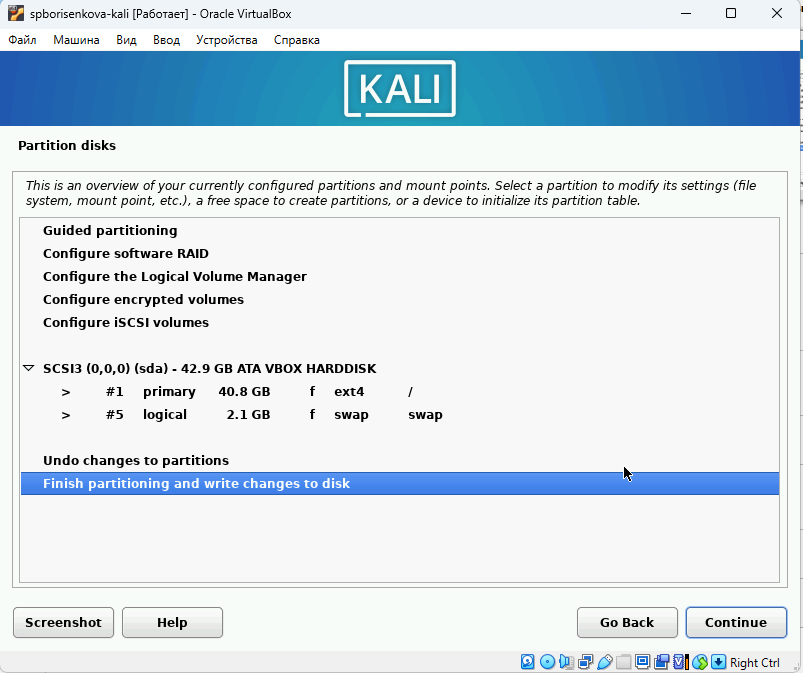 spborisenkova-kali [Работает] - Oracle VirtualBox
Файл Машина Вид Ввод Устройства Справка
KALI
Partition disks
This is an overview of your currently configured partitions and mount points. Select a partition to modify its settings (file
system, mount point, etc.), a free space to create partitions, or a device to initialize its partition table.
Guided partitioning
Configure software RAID
Configure the Logical Volume Manager
Configure encrypted volumes
Configure iSCSI volumes
SCSI3 (0,0,0) (sda) - 42.9 GB ATA VBOX HARDDISK
> #1 primary 40.8 GB f ext4 /
> #5 logical 2.1 GB f swap swap
Undo changes to partitions
Finish partitioning and write changes to disk
Screenshot Help Go Back Continue
Right Ctrl